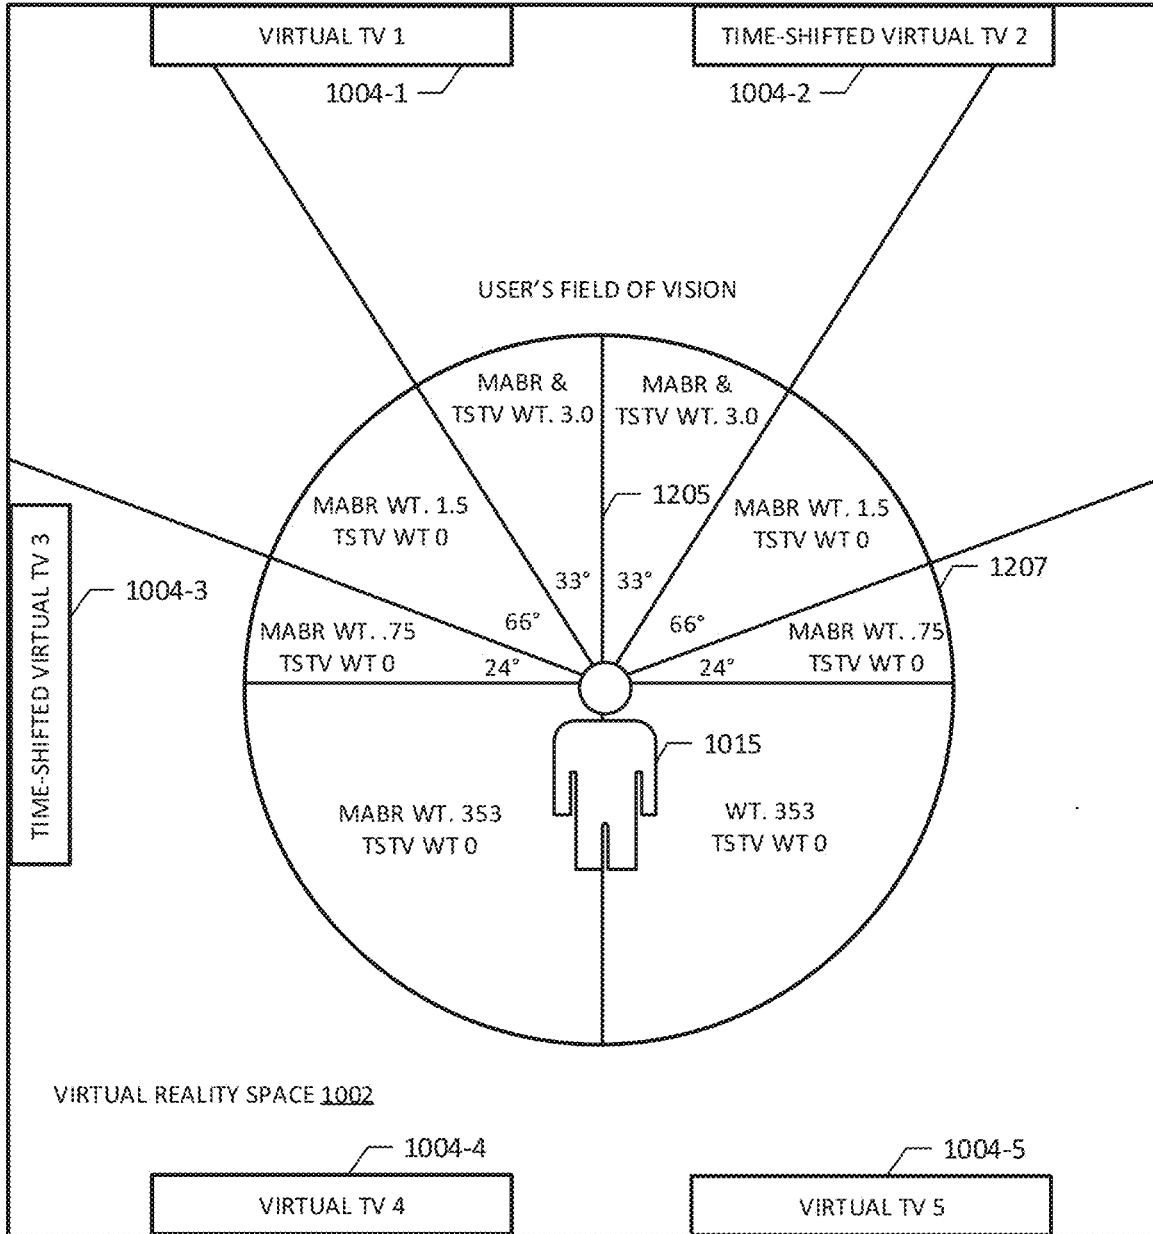 VIRTUAL TV 1
TIME-SHIFTED VIRTUAL TV 2
1004-1
1004-2
USER'S FIELD OF VISION
MABR &
TSTV WT. 3.0
MABR &
TSTV WT. 3.0
1205
MABR WT. 1.5
TSTV WT 0
MABR WT. 1.5
TSTV WT 0
TIME-SHIFTED VIRTUAL TV 3
1004-3
33°
33°
1207
66°
66°
MABR WT. .75
TSTV WT 0
MABR WT. .75
TSTV WT 0
24°
24°
1015
MABR WT. 353
TSTV WT 0
WT. 353
TSTV WT 0
VIRTUAL REALITY SPACE 1002
1004-4
1004-5
VIRTUAL TV 4
VIRTUAL TV 5